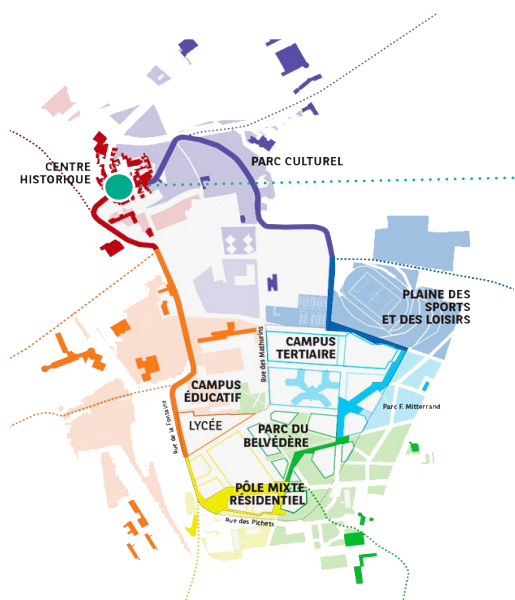 CENTRE
HISTORIQUE
PARC CULTUREL
PLAINE DES
SPORTS
ET DES LOISIRS
CAMPUS
TERTIAIRE
Rue des Mathurins
CAMPUS
ÉDUCATIF
LYCÉE
Rue de la Fontaine
Parc F. Mitterrand
PARC DU
BELVÉDÈRE
PÔLE MIXTE
RÉSIDENTIEL
Rue des Pichets